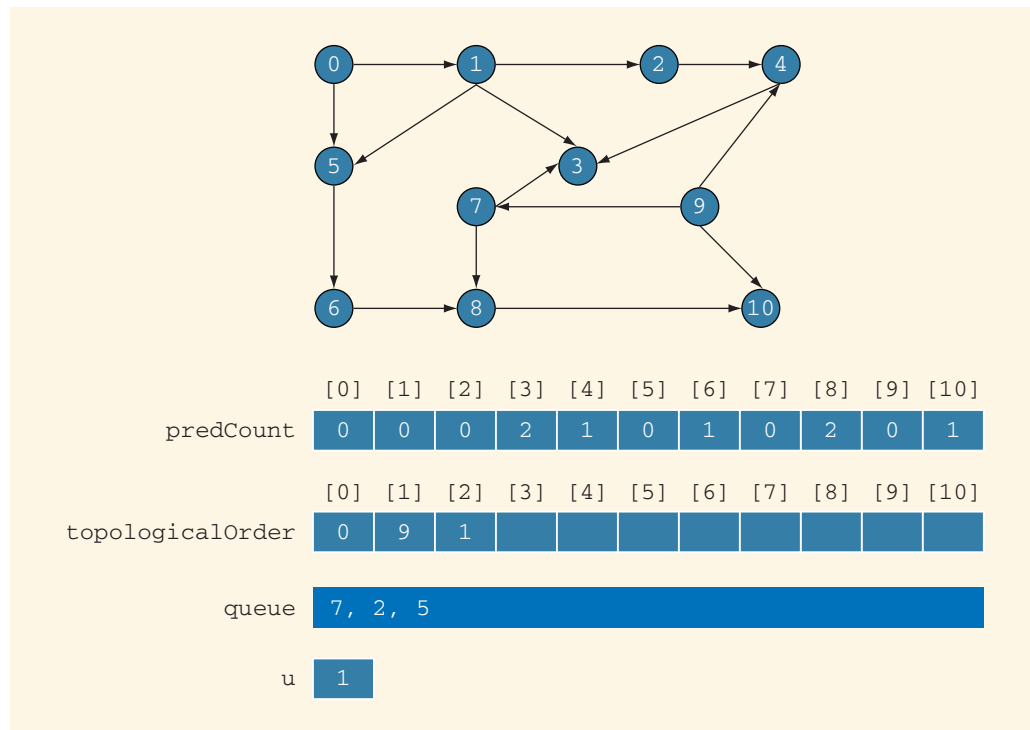 0 1 2 4
5 3
7 9
6 8 10
[0] [1] [2] [3] [4] [5] [6] [7] [8] [9] [10]
predCount 0 0 0 2 1 0 1 0 2 0 1
[0] [1] [2] [3] [4] [5] [6] [7] [8] [9] [10]
topologicalOrder 0 9 1
queue 7, 2, 5
u 1